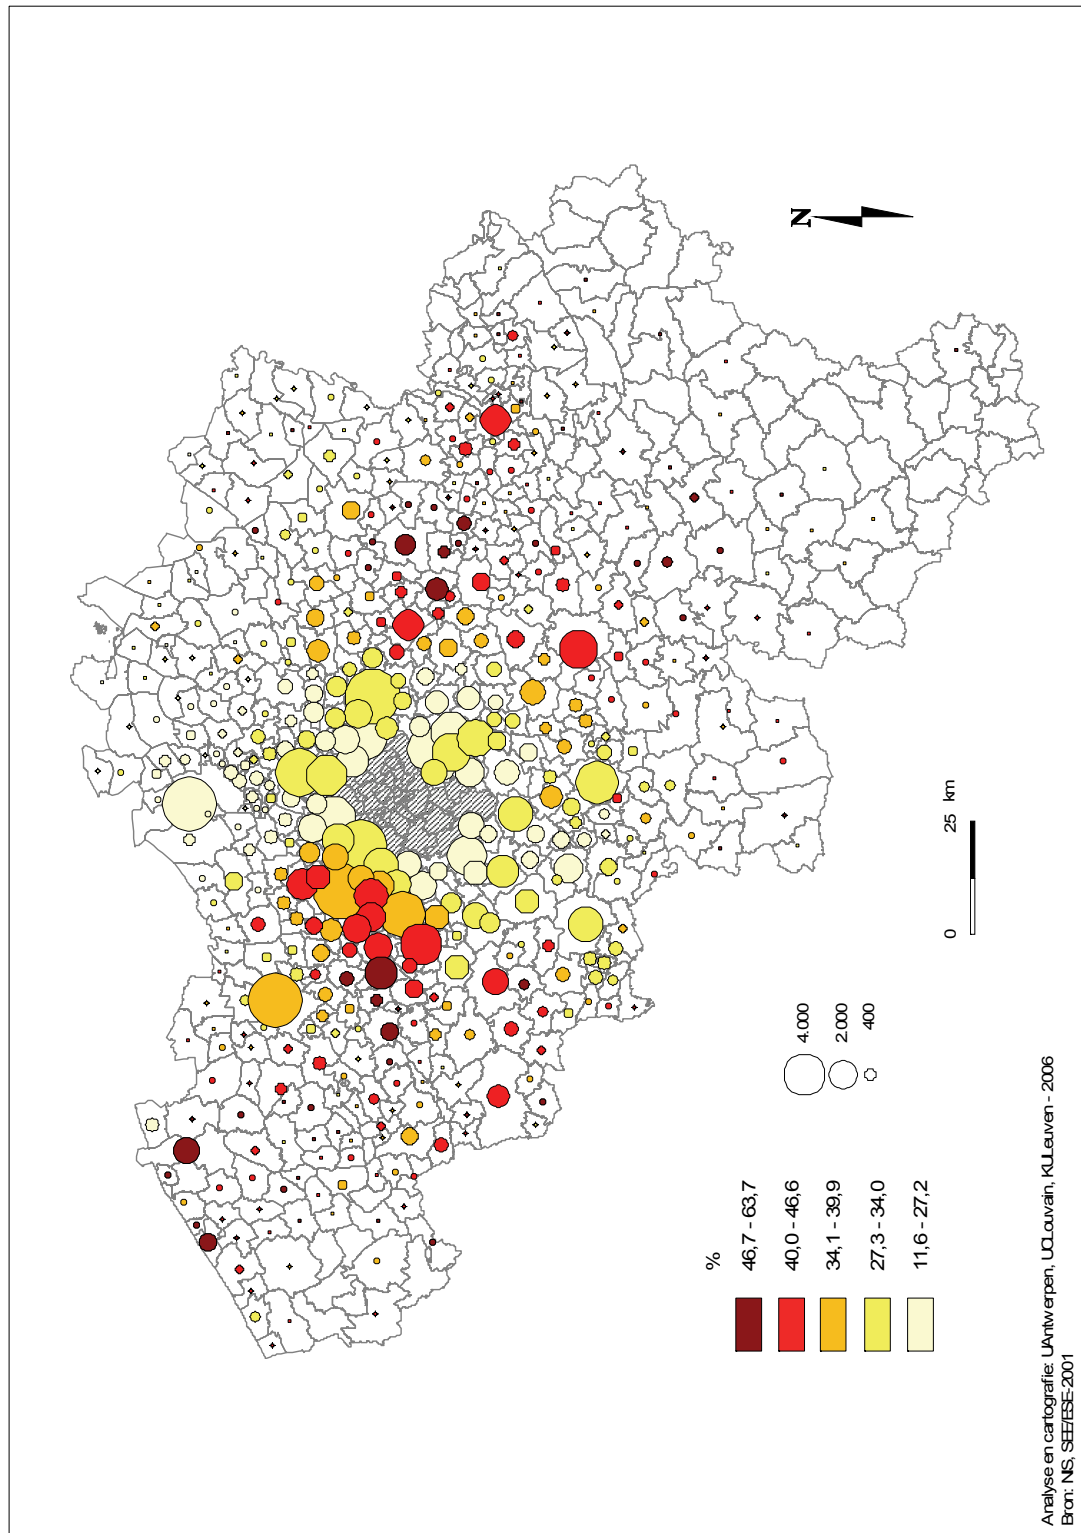 N
%
46,7 - 63,7
40,0 - 46,6
34,1 - 39,9
27,3 - 34,0
11,6 - 27,2
4.000
2.000
400
0 25 km
Analyse en cartografie: UAntwerpen, UCLouvain, KULeuven - 2006
Bron: NIS, SEE/ESE-2001